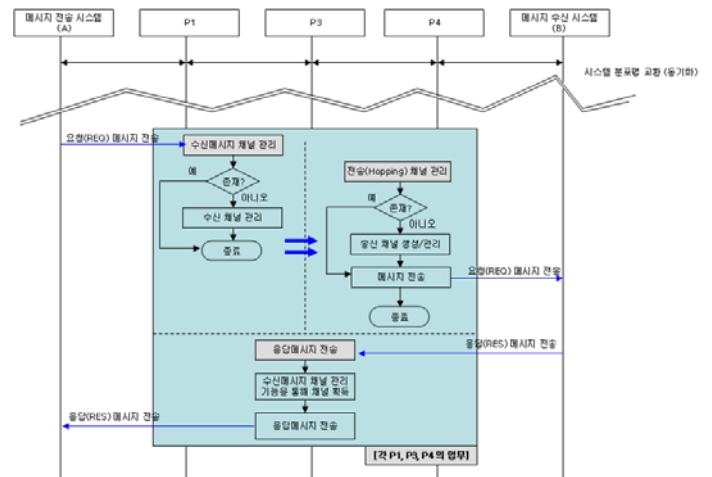 메시지 전송 시스템
(A)
P1
P3
P4
메시지 수신 시스템
(B)
시스템 분포맵 교환 (동기화)
요청(REQ) 메시지 전송
수신메시지 채널 관리
예
존재?
아니오
수신 채널 관리
종료
전송(Hopping) 채널 관리
예
존재?
아니오
송신 채널 생성/관리
메시지 전송
요청(REQ) 메시지 전송
종료
응답메시지 전송
응답(RES) 메시지 전송
수신메시지 채널 관리
기능을 통해 채널 획득
응답(RES) 메시지 전송
응답메시지 전송
[각 P1, P3, P4의 업무]